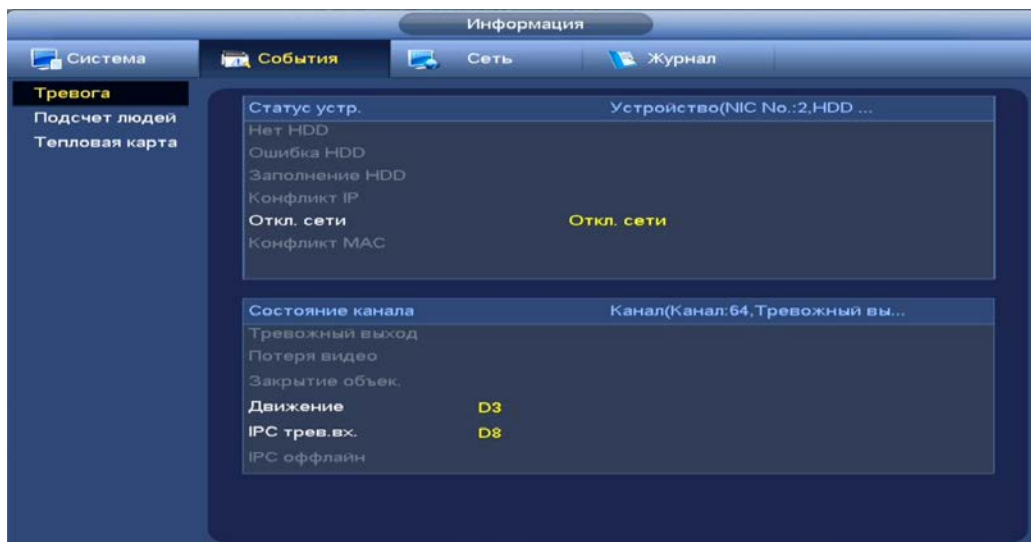 Информация
Система
События
Сеть
Журнал
Тревога
Подсчет людей
Тепловая карта
Статус устр. Устройство(NIC No.:2,HDD ...
Нет HDD
Ошибка HDD
Заполнение HDD
Конфликт IP
Откл. сети Откл. сети
Конфликт MAC
Состояние канала Канал(Канал:64,Тревожный вы...
Тревожный выход
Потеря видео
Закрытие объек.
Движение D3
IPC трев.вх. D8
IPC оффлайн